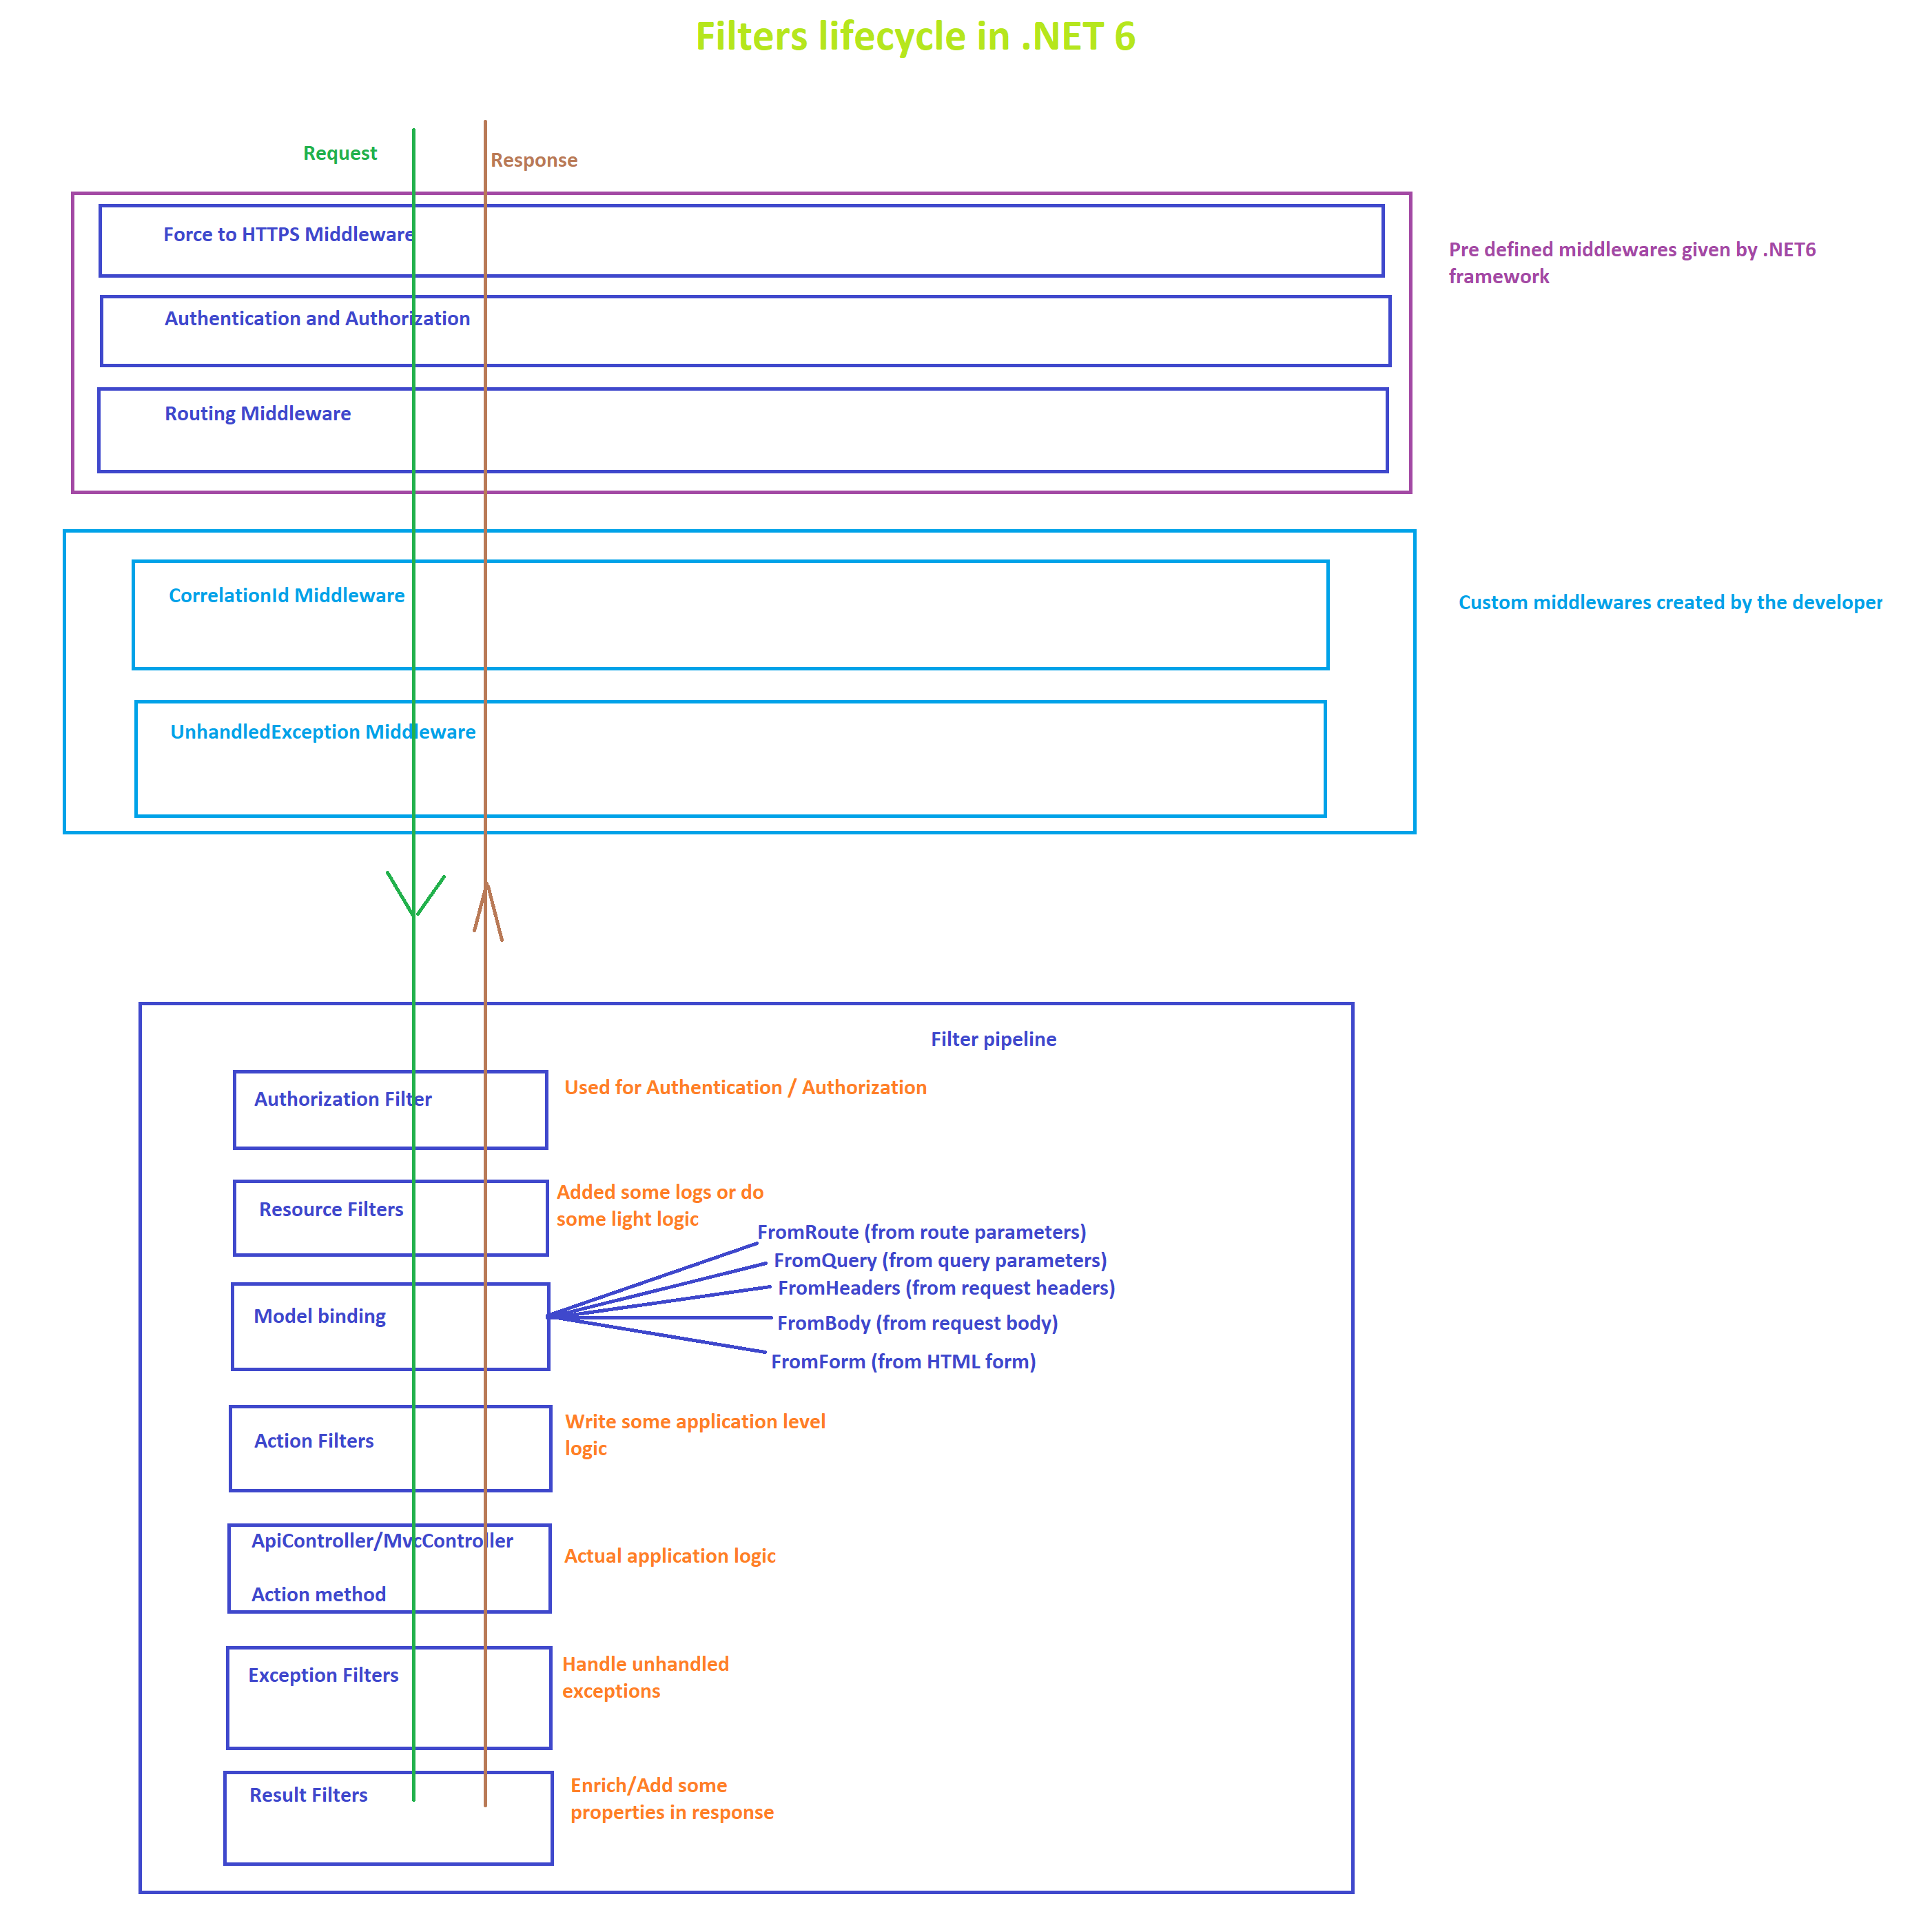 Filters lifecycle in .NET 6
Request
Response
Force to HTTPS Middleware
Pre defined middlewares given by .NET6
framework
Authentication and Authorization
Routing Middleware
CorrelationId Middleware
Custom middlewares created by the developer
UnhandledException Middleware
Filter pipeline
Authorization Filter
Used for Authentication / Authorization
Resource Filters
Added some logs or do
some light logic
FromRoute (from route parameters)
FromQuery (from query parameters)
FromHeaders (from request headers)
Model binding
FromBody (from request body)
FromForm (from HTML form)
Action Filters
Write some application level
logic
ApiController/MvcController
Action method
Actual application logic
Exception Filters
Handle unhandled
exceptions
Result Filters
Enrich/Add some
properties in response